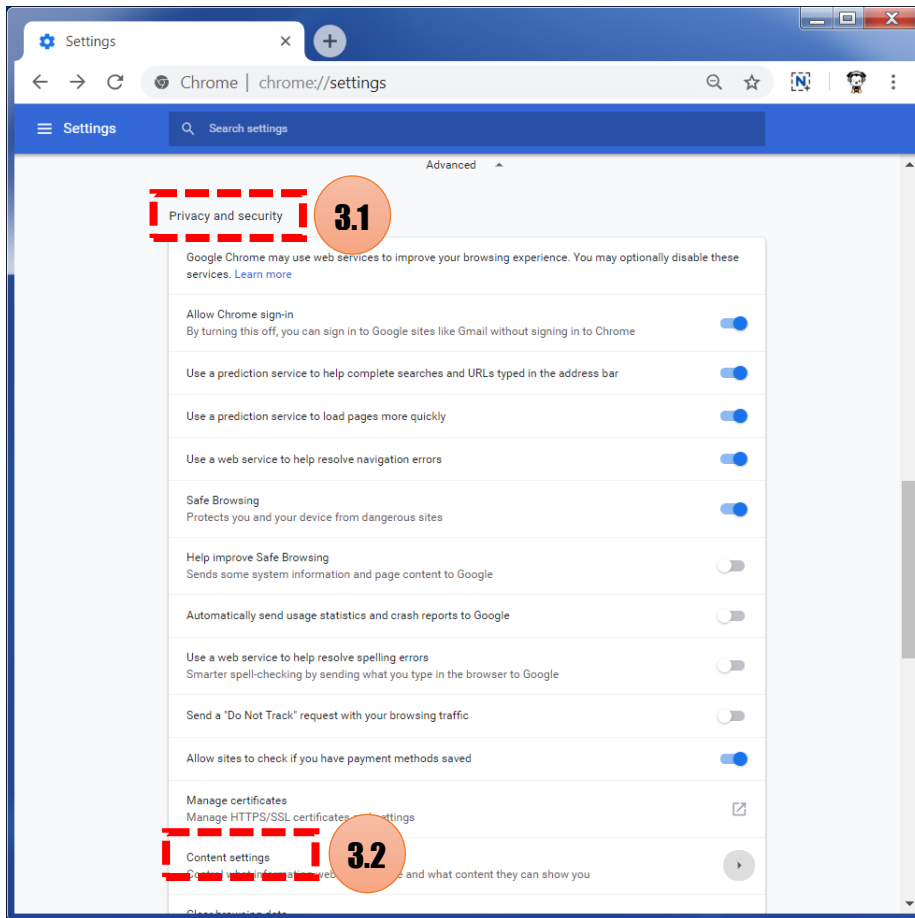 Settings
Chrome | chrome://settings
Settings
Search settings
Advanced
Privacy and security
3.1
Google Chrome may use web services to improve your browsing experience. You may optionally disable these
services. Learn more
Allow Chrome sign-in
By turning this off, you can sign in to Google sites like Gmail without signing in to Chrome
Use a prediction service to help complete searches and URLs typed in the address bar
Use a prediction service to load pages more quickly
Use a web service to help resolve navigation errors
Safe Browsing
Protects you and your device from dangerous sites
Help improve Safe Browsing
Sends some system information and page content to Google
Automatically send usage statistics and crash reports to Google
Use a web service to help resolve spelling errors
Smarter spell-checking by sending what you type in the browser to Google
Send a "Do Not Track" request with your browsing traffic
Allow sites to check if you have payment methods saved
Manage certificates
Manage HTTPS/SSL certificates settings
Content settings
3.2
Control what information and what content they can show you
Clear browsing data